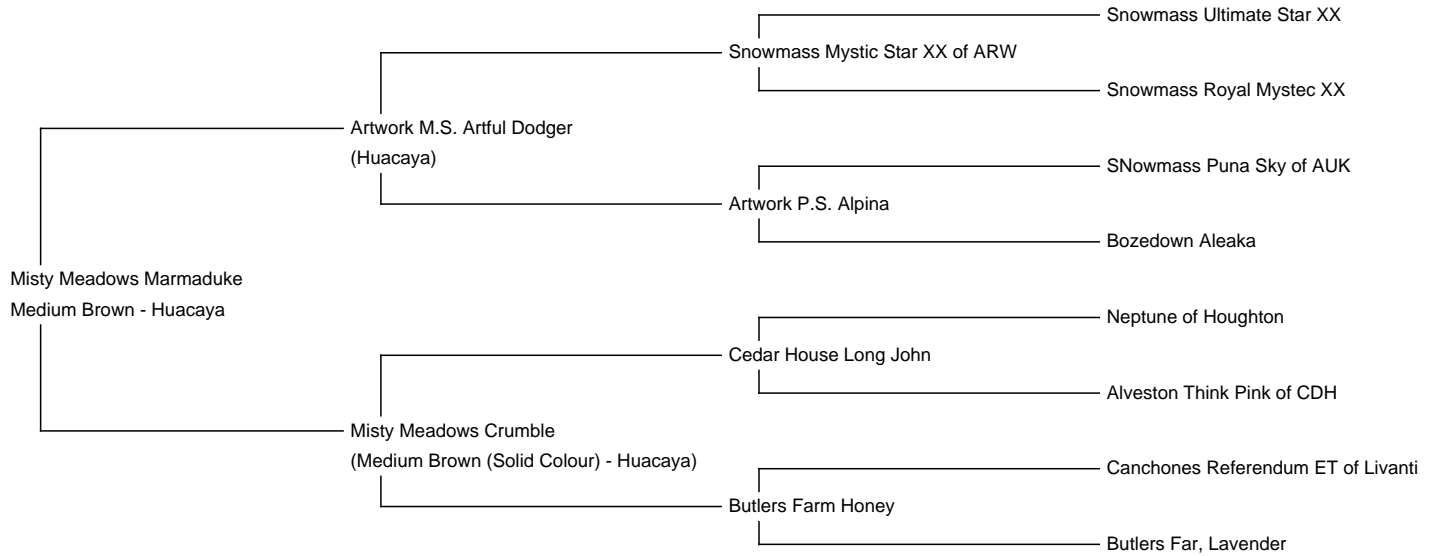 Snowmass Ultimate Star XX
Snowmass Mystic Star XX of ARW
Snowmass Royal Mystec XX
Artwork M.S. Artful Dodger
(Huacaya)
SNowmass Puna Sky of AUK
Artwork P.S. Alpina
Bozedown Aleaka
Misty Meadows Marmaduke
Medium Brown - Huacaya
Neptune of Houghton
Cedar House Long John
Alveston Think Pink of CDH
Misty Meadows Crumble
(Medium Brown (Solid Colour) - Huacaya)
Canchones Referendum ET of Livanti
Butlers Farm Honey
Butlers Far, Lavender